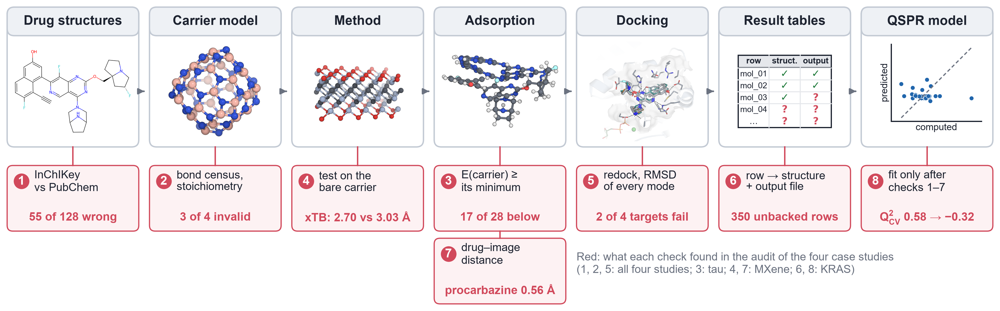 Drug structures
Carrier model
Method
Adsorption
Docking
Result tables
QSPR model
OH
F
N
N
N
O
N
F
F
N
H
N
row struct. output
mol_01 ✓ ✓
mol_02 ✓ ✓
mol_03 ✓ ?
mol_04 ? ?
... ? ?
predicted
computed
1 InChIKey
vs PubChem
55 of 128 wrong
2 bond census,
stoichiometry
3 of 4 invalid
4 test on the
bare carrier
xTB: 2.70 vs 3.03 Å
3 E(carrier) ≥
its minimum
17 of 28 below
5 redock, RMSD
of every mode
2 of 4 targets fail
6 row → structure
+ output file
350 unbacked rows
8 fit only after
checks 1–7
Q²CV 0.58 → −0.32
7 drug–image
distance
procarbazine 0.56 Å
Red: what each check found in the audit of the four case studies
(1, 2, 5: all four studies; 3: tau; 4, 7: MXene; 6, 8: KRAS)